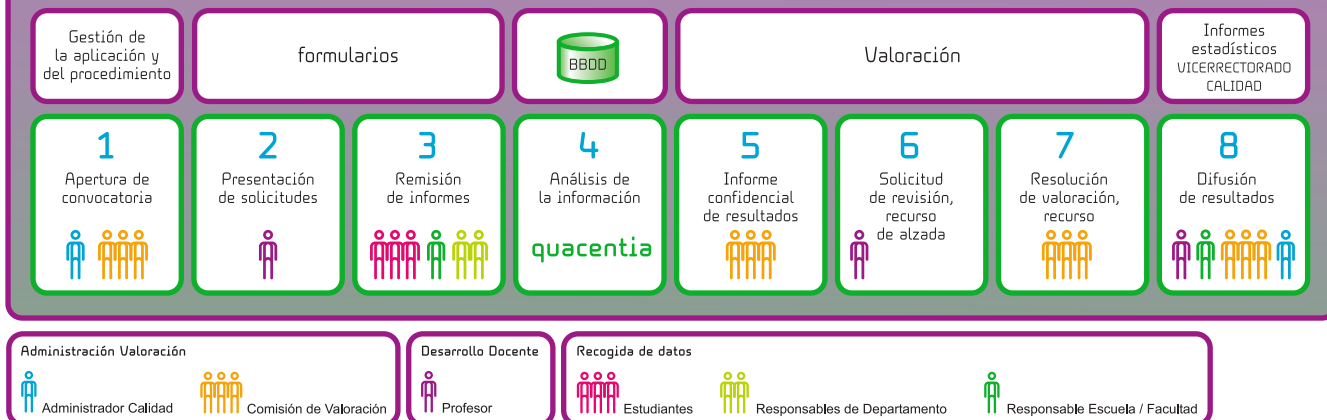 Gestión de
la aplicación y
del procedimiento
formularios
BBDD
Valoración
Informes
estadísticos
VICERRECTORADO
CALIDAD
1
Apertura de
convocatoria
2
Presentación
de solicitudes
3
Remisión
de informes
4
Análisis de
la información
quacentia
5
Informe
confidencial
de resultados
6
Solicitud
de revisión,
recurso
de alzada
7
Resolución
de valoración,
recurso
8
Difusión
de resultados
Administración Valoración
Administrador Calidad
Comisión de Valoración
Desarrollo Docente
Profesor
Recogida de datos
Estudiantes
Responsables de Departamento
Responsable Escuela / Facultad